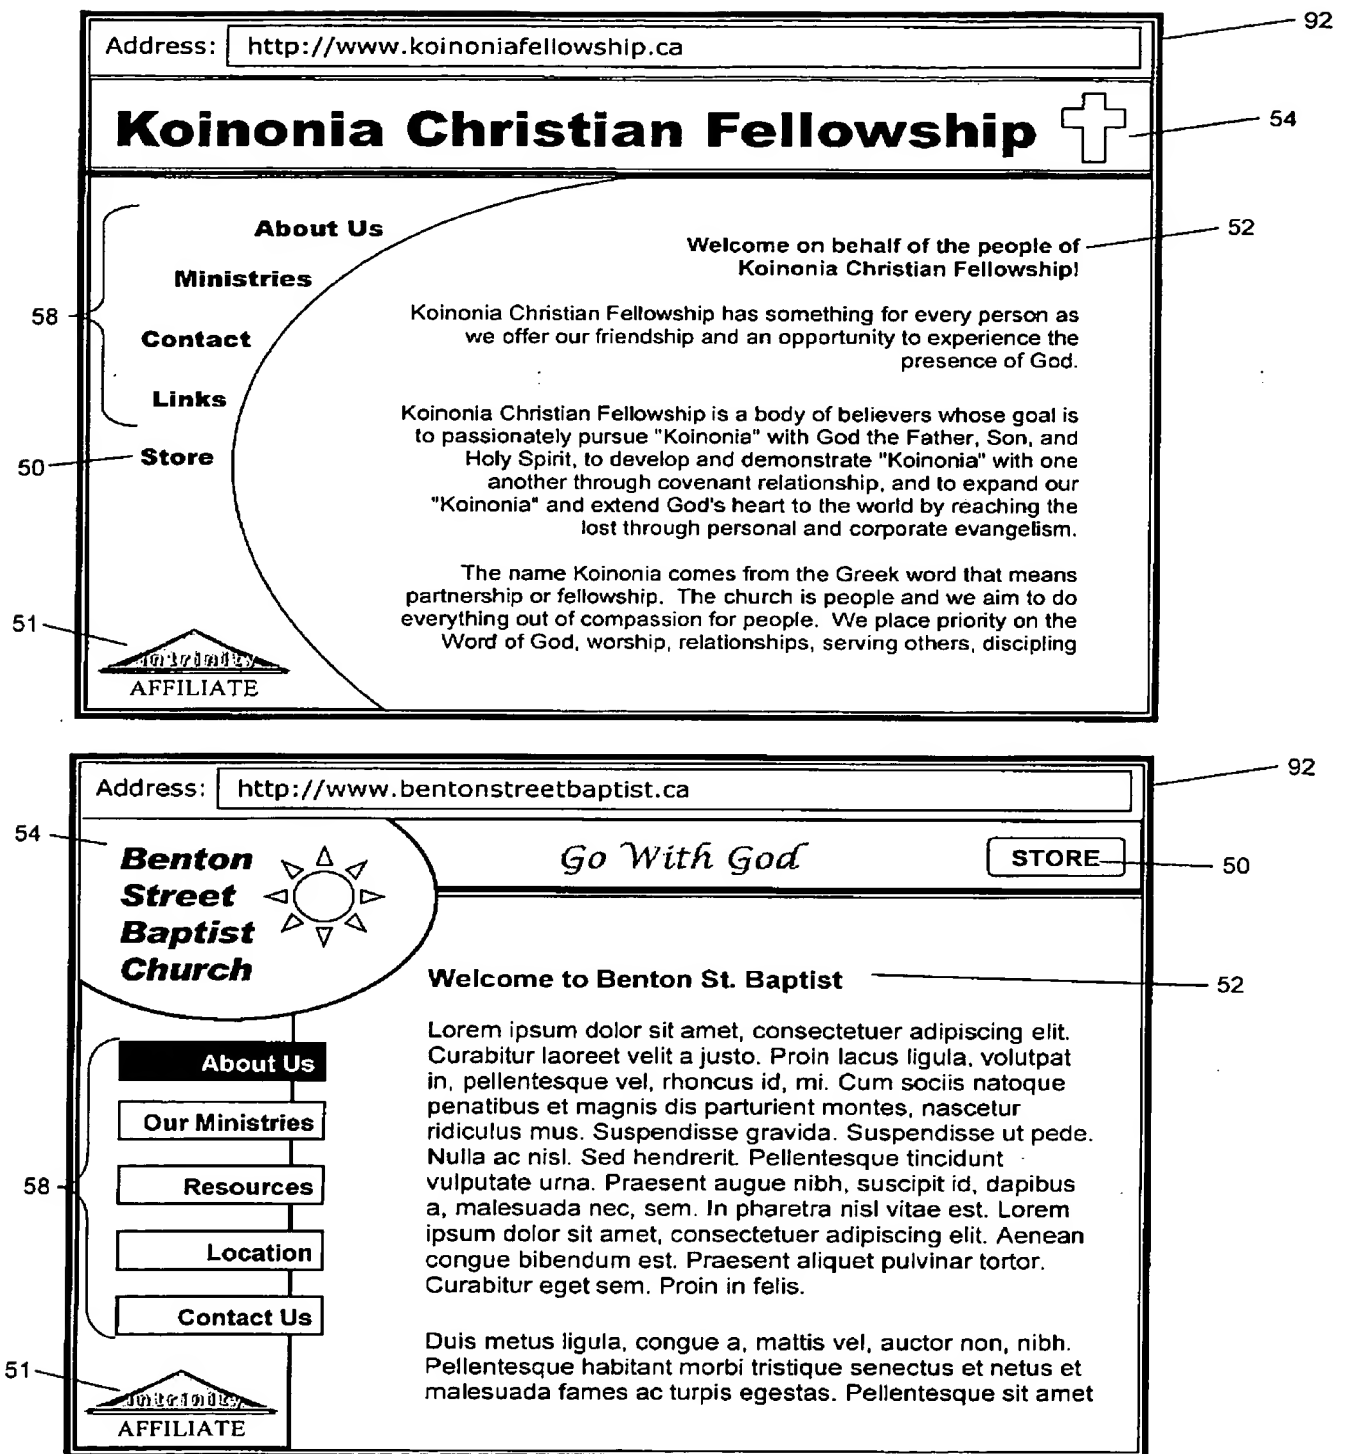 92
Address: http://www.koinoniafellowship.ca
Koinonia Christian Fellowship
54
About Us
Ministries
58
Contact
Links
50
Store
52
Welcome on behalf of the people of
Koinonia Christian Fellowship!
Koinonia Christian Fellowship has something for every person as
we offer our friendship and an opportunity to experience the
presence of God.
Koinonia Christian Fellowship is a body of believers whose goal is
to passionately pursue "Koinonia" with God the Father, Son, and
Holy Spirit, to develop and demonstrate "Koinonia" with one
another through covenant relationship, and to expand our
"Koinonia" and extend God's heart to the world by reaching the
lost through personal and corporate evangelism.
The name Koinonia comes from the Greek word that means
partnership or fellowship. The church is people and we aim to do
everything out of compassion for people. We place priority on the
Word of God, worship, relationships, serving others, discipling
51
intrinity
AFFILIATE
92
Address: http://www.bentonstreetbaptist.ca
54
Benton
Street
Baptist
Church
Go With God
STORE
50
Welcome to Benton St. Baptist
52
About Us
Our Ministries
58
Resources
Location
Contact Us
Lorem ipsum dolor sit amet, consectetuer adipiscing elit.
Curabitur laoreet velit a justo. Proin lacus ligula, volutpat
in, pellentesque vel, rhoncus id, mi. Cum sociis natoque
penatibus et magnis dis parturient montes, nascetur
ridiculus mus. Suspendisse gravida. Suspendisse ut pede.
Nulla ac nisl. Sed hendrerit. Pellentesque tincidunt
vulputate urna. Praesent augue nibh, suscipit id, dapibus
a, malesuada nec, sem. In pharetra nisl vitae est. Lorem
ipsum dolor sit amet, consectetuer adipiscing elit. Aenean
congue bibendum est. Praesent aliquet pulvinar tortor.
Curabitur eget sem. Proin in felis.
Duis metus ligula, congue a, mattis vel, auctor non, nibh.
Pellentesque habitant morbi tristique senectus et netus et
malesuada fames ac turpis egestas. Pellentesque sit amet
51
intrinity
AFFILIATE